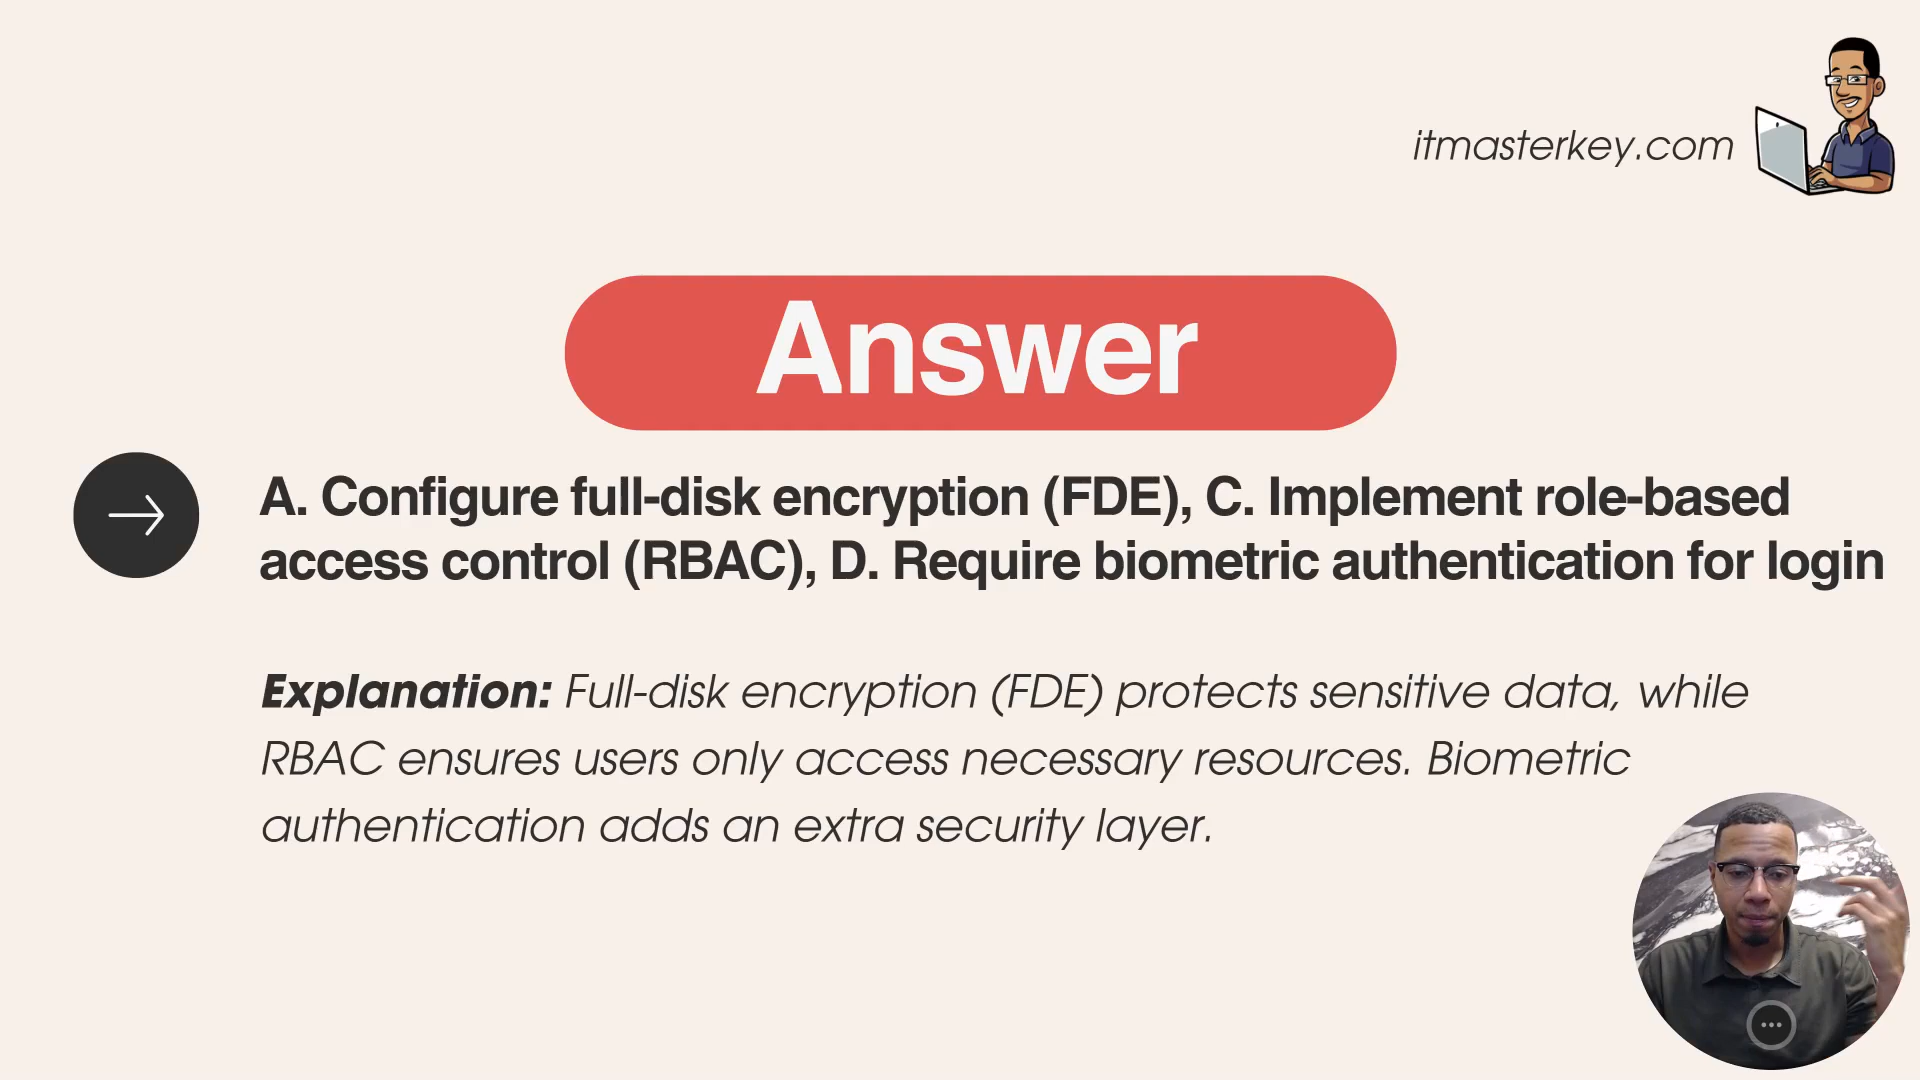 itmasterkey.com
Answer
A. Configure full-disk encryption (FDE), C. Implement role-based
access control (RBAC), D. Require biometric authentication for login
Explanation: Full-disk encryption (FDE) protects sensitive data, while
RBAC ensures users only access necessary resources. Biometric
authentication adds an extra security layer.